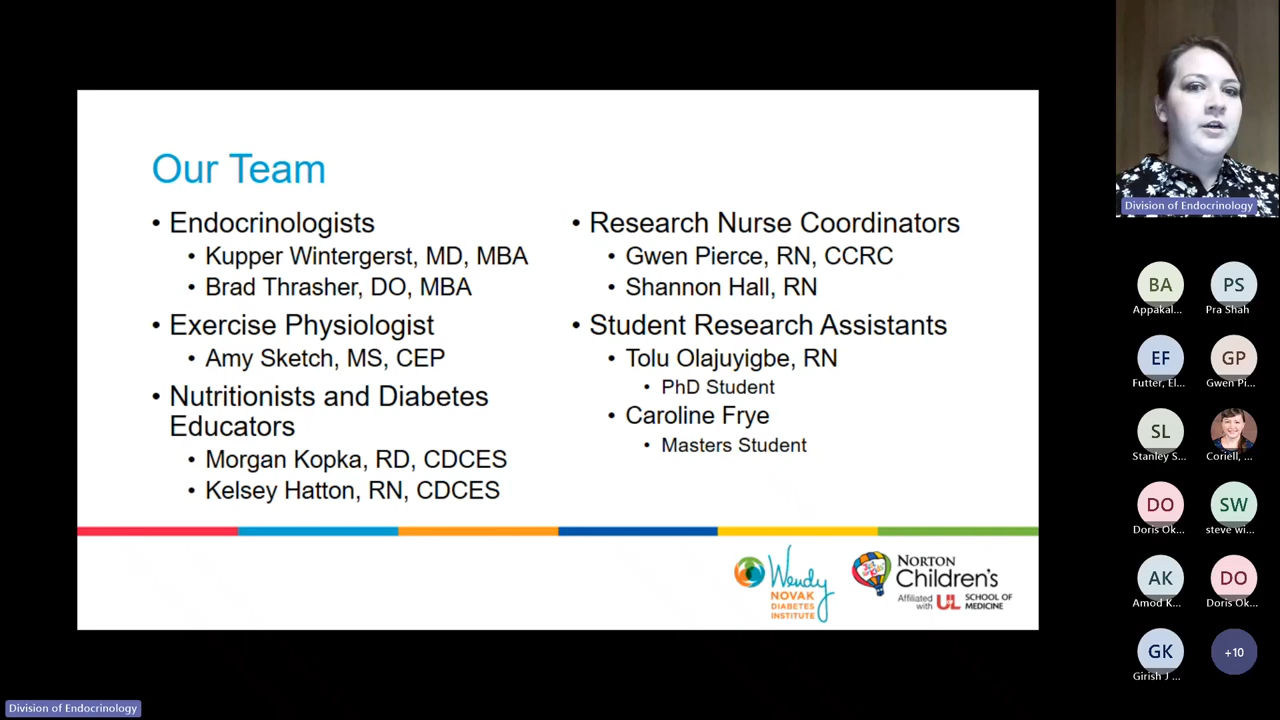 Our Team
• Endocrinologists
• Kupper Wintergerst, MD, MBA
• Brad Thrasher, DO, MBA
• Exercise Physiologist
• Amy Sketch, MS, CEP
• Nutritionists and Diabetes
Educators
• Morgan Kopka, RD, CDCES
• Kelsey Hatton, RN, CDCES
• Research Nurse Coordinators
• Gwen Pierce, RN, CCRC
• Shannon Hall, RN
• Student Research Assistants
• Tolu Olajuyigbe, RN
• PhD Student
• Caroline Frye
• Masters Student
Wendy
NOVAK
DIABETES
INSTITUTE
Just for Kids
NORTON
Children's
Affiliated
with
UL SCHOOL OF
MEDICINE
Division of Endocrinology
BA
Appakal...
PS
Pra Shah
EF
Futter, El...
GP
Gwen Pi...
SL
Stanley S...
Coriell, ...
DO
Doris Ok...
SW
steve wi...
AK
Amod K...
DO
Doris Ok...
GK
Girish J ...
+10
Division of Endocrinology